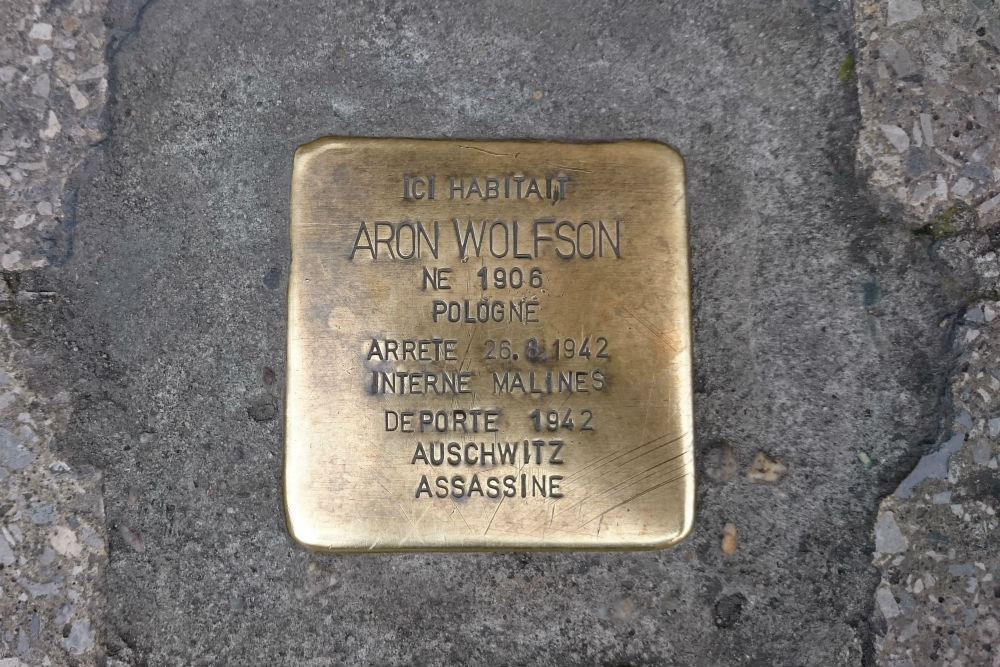 ICI HABITAIT
ARON WOLFSON
NE 1906
POLOGNE
ARRETE 26.8.1942
INTERNE MALINES
DEPORTE 1942
AUSCHWITZ
ASSASSINE